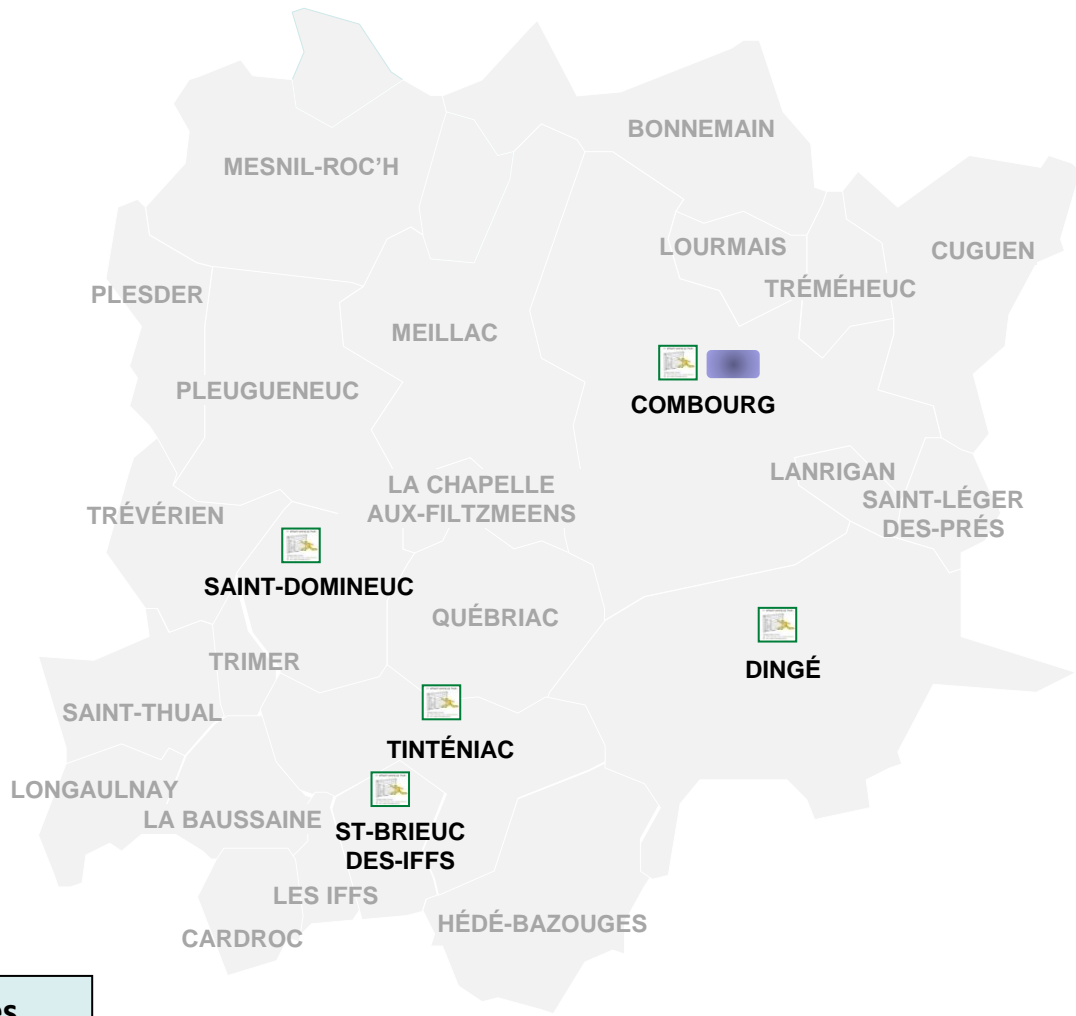 BONNEMAIN
MESNIL-ROC'H
LOURMAIS
CUGUEN
TRÉMÉHEUC
PLESDER
MEILLAC
PLEUGUENEUC
COMBOURG
LANRIGAN
LA CHAPELLE
AUX-FILTZMEENS
SAINT-LÉGER
DES-PRÉS
TRÉVÉRIEN
SAINT-DOMINEUC
QUÉBRIAC
TRIMER
DINGÉ
SAINT-THUAL
TINTÉNIAC
LONGAULNAY
LA BAUSSAINE
ST-BRIEUC
DES-IFFS
LES IFFS
HÉDÉ-BAZOUGES
CARDROC